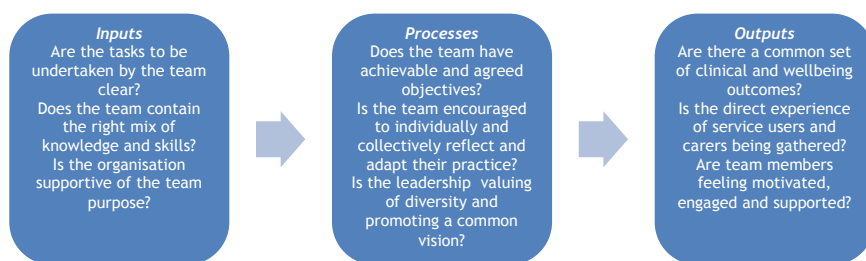 Inputs
Are the tasks to be
undertaken by the team
clear?
Does the team contain
the right mix of
knowledge and skills?
Is the organisation
supportive of the team
purpose?
Processes
Does the team have
achievable and agreed
objectives?
Is the team encouraged
to individually and
collectively reflect and
adapt their practice?
Is the leadership valuing
of diversity and
promoting a common
vision?
Outputs
Are there a common set
of clinical and wellbeing
outcomes?
Is the direct experience
of service users and
carers being gathered?
Are team members
feeling motivated,
engaged and supported?